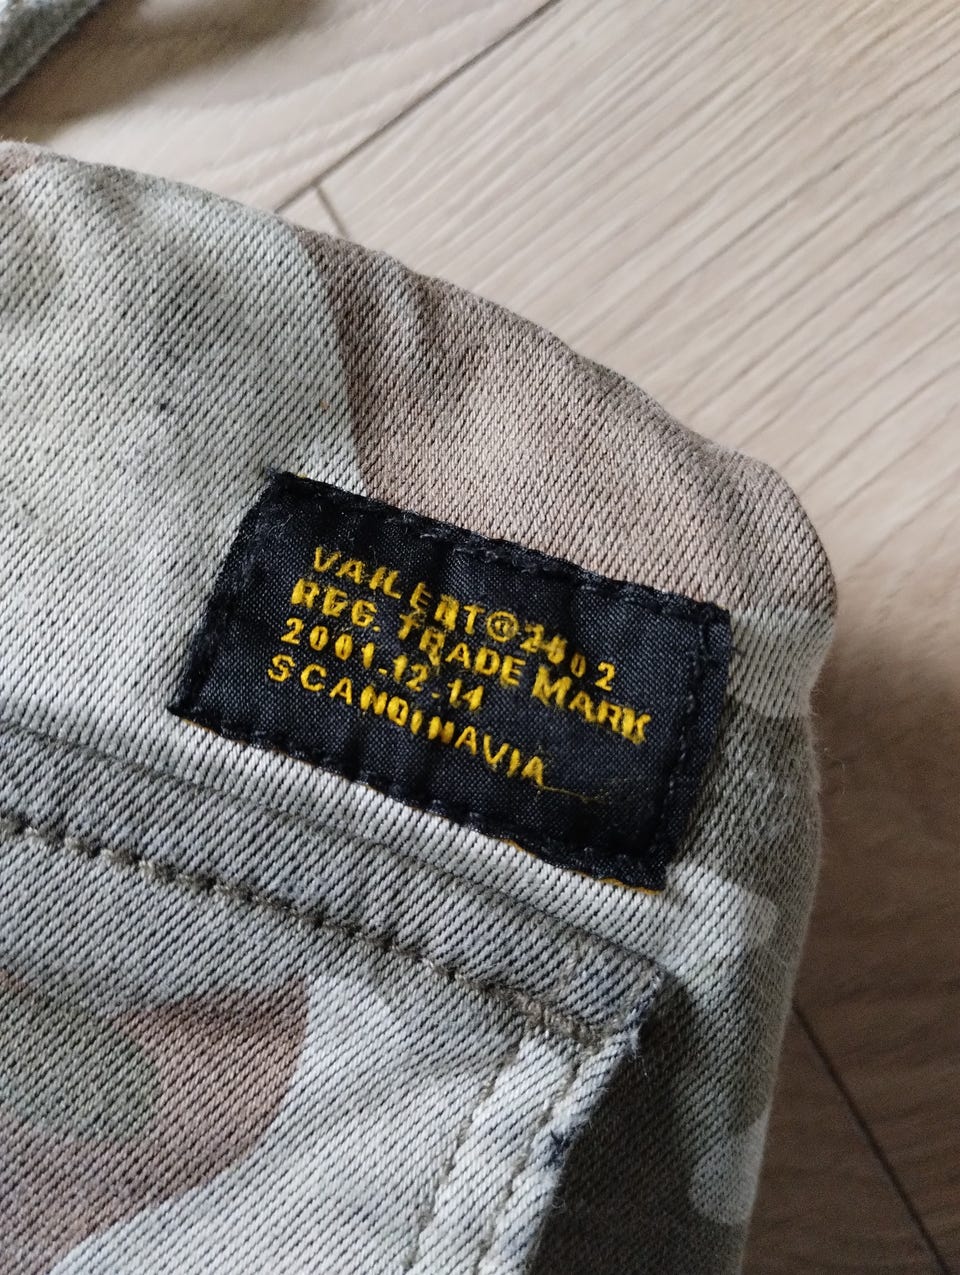 VAILENT®2002
REG. TRADE MARK
2001.12-14
SCANDINAVIA